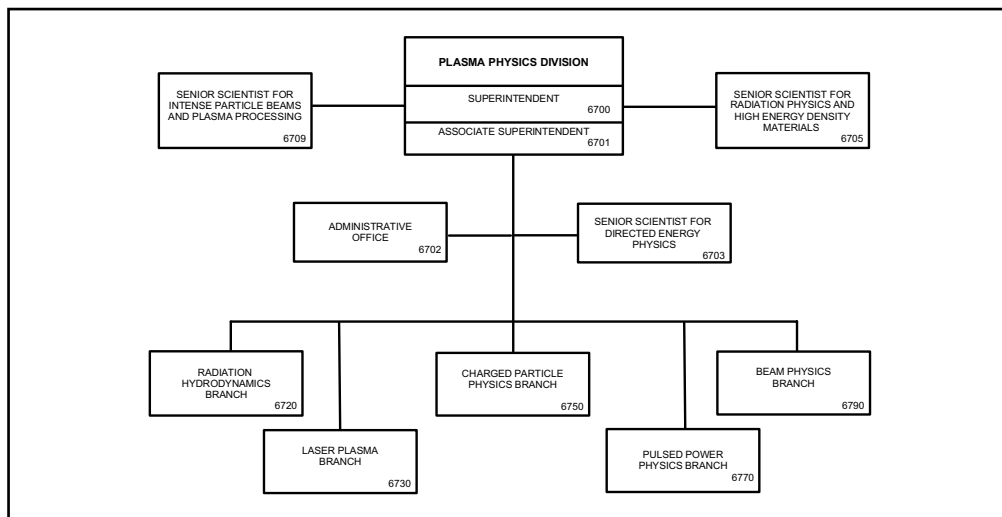 PLASMA PHYSICS DIVISION
SUPERINTENDENT
6700
ASSOCIATE SUPERINTENDENT
6701
SENIOR SCIENTIST FOR
INTENSE PARTICLE BEAMS
AND PLASMA PROCESSING
6709
SENIOR SCIENTIST FOR
RADIATION PHYSICS AND
HIGH ENERGY DENSITY
MATERIALS
6705
ADMINISTRATIVE
OFFICE
6702
SENIOR SCIENTIST FOR
DIRECTED ENERGY
PHYSICS
6703
RADIATION
HYDRODYNAMICS
BRANCH
6720
CHARGED PARTICLE
PHYSICS BRANCH
6750
BEAM PHYSICS
BRANCH
6790
LASER PLASMA
BRANCH
6730
PULSED POWER
PHYSICS BRANCH
6770